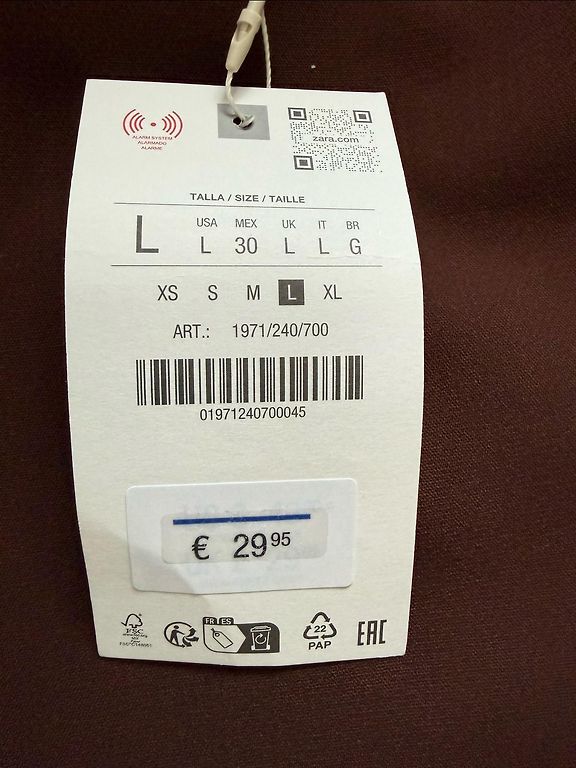 ALARM SYSTEM
ALARMADO
ALARME
zara.com
TALLA / SIZE / TAILLE
L
USA MEX UK IT BR
L 30 L L G
XS S M L XL
ART.: 1971/240/700
01971240700045
€ 29 95
FSC
FR ES
22
PAP
EAC